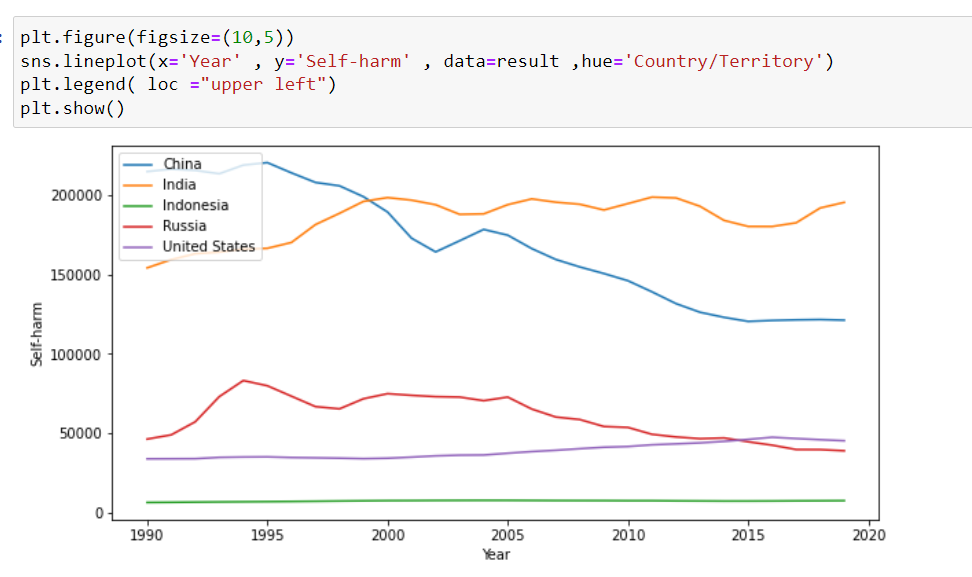 :
plt.figure(figsize=(10,5))
sns.lineplot(x='Year' , y='Self-harm' , data=result ,hue='Country/Territory')
plt.legend( loc ="upper left")
plt.show()
China
India
Indonesia
Russia
United States
200000
150000
100000
50000
0
Self-harm
1990
1995
2000
2005
2010
2015
2020
Year